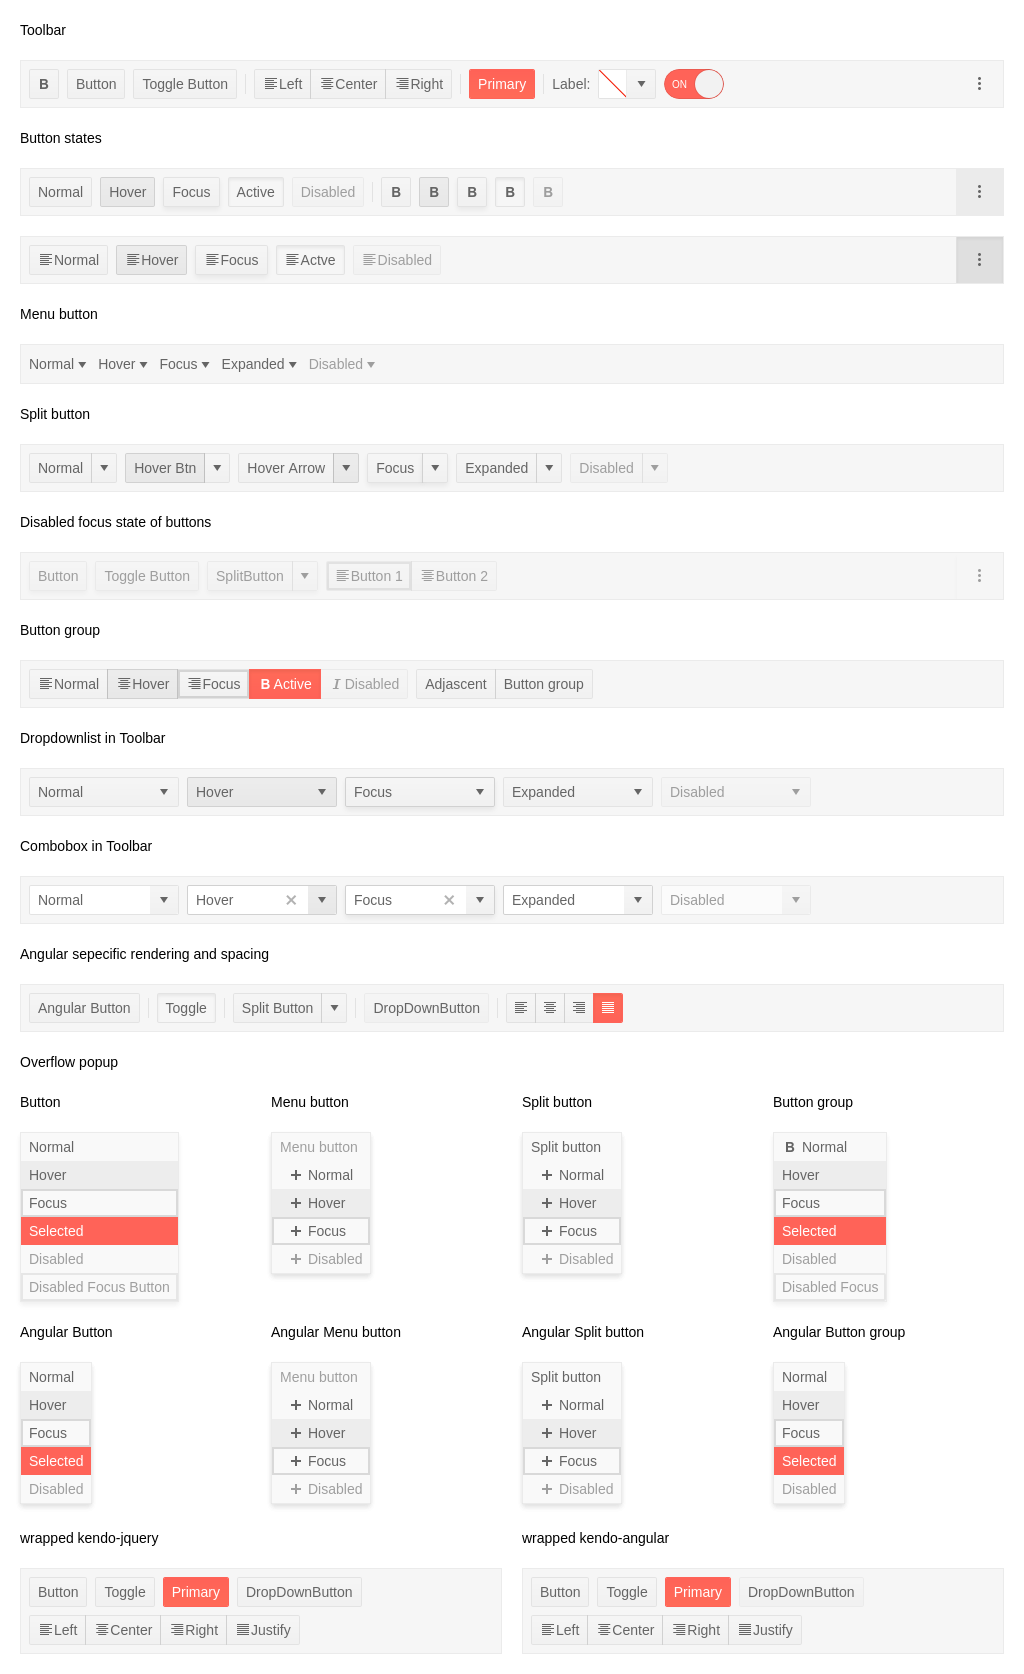 Toolbar
B Button Toggle Button Left Center Right Primary Label: ON
Button states
Normal Hover Focus Active Disabled B B B B B
Normal Hover Focus Actve Disabled
Menu button
Normal Hover Focus Expanded Disabled
Split button
Normal Hover Btn Hover Arrow Focus Expanded Disabled
Disabled focus state of buttons
Button Toggle Button SplitButton Button 1 Button 2
Button group
Normal Hover Focus B Active I Disabled Adjascent Button group
Dropdownlist in Toolbar
Normal Hover Focus Expanded Disabled
Combobox in Toolbar
Normal Hover Focus Expanded Disabled
Angular sepecific rendering and spacing
Angular Button Toggle Split Button DropDownButton
Overflow popup
Button Menu button Split button Button group
Normal Menu button Split button B Normal
Hover Normal Normal Hover
Focus Hover Hover Focus
Selected Focus Focus Selected
Disabled Disabled Disabled Disabled
Disabled Focus Button Disabled Focus
Angular Button Angular Menu button Angular Split button Angular Button group
Normal Menu button Split button Normal
Hover Normal Normal Hover
Focus Hover Hover Focus
Selected Focus Focus Selected
Disabled Disabled Disabled Disabled
wrapped kendo-jquery wrapped kendo-angular
Button Toggle Primary DropDownButton Button Toggle Primary DropDownButton
Left Center Right Justify Left Center Right Justify